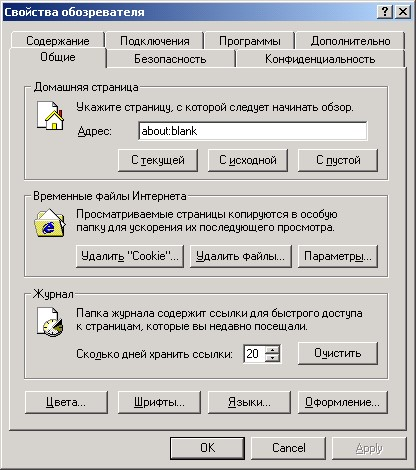 Свойства обозревателя
Содержание Подключения Программы Дополнительно
Общие Безопасность Конфиденциальность
Домашняя страница
Укажите страницу, с которой следует начинать обзор.
Адрес: about:blank
С текущей С исходной С пустой
Временные файлы Интернета
Просматриваемые страницы копируются в особую
папку для ускорения их последующего просмотра.
Удалить "Cookie"... Удалить файлы... Параметры...
Журнал
Папка журнала содержит ссылки для быстрого доступа
к страницам, которые вы недавно посещали.
Сколько дней хранить ссылки: 20 Очистить
Цвета... Шрифты... Языки... Оформление...
OK Cancel Apply